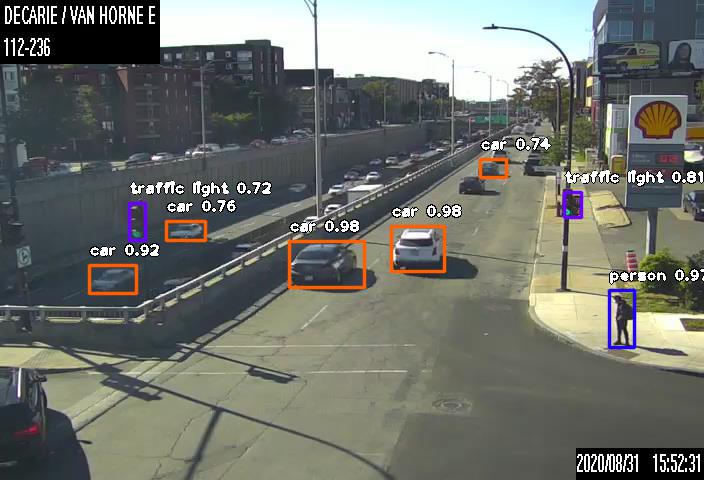 DECARIE / VAN HORNE E
112-236
car 0.74
traffic light 0.72
traffic light 0.81
car 0.76
car 0.98
car 0.98
car 0.92
person 0.97
2020/08/31 15:52:31